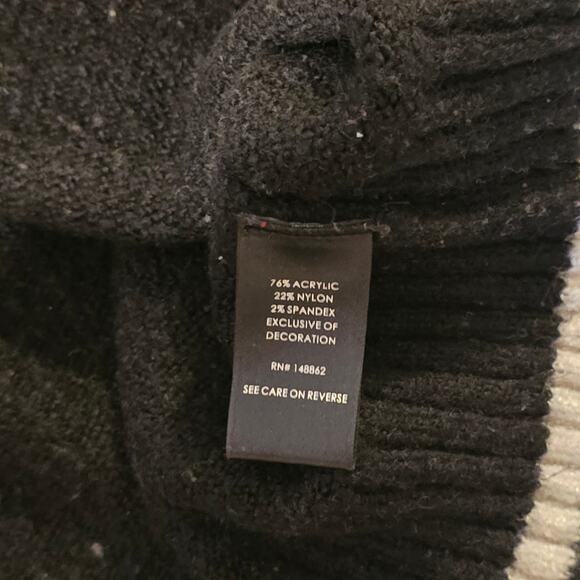 76% ACRYLIC
22% NYLON
2% SPANDEX
EXCLUSIVE OF
DECORATION
RN# 148862
SEE CARE ON REVERSE